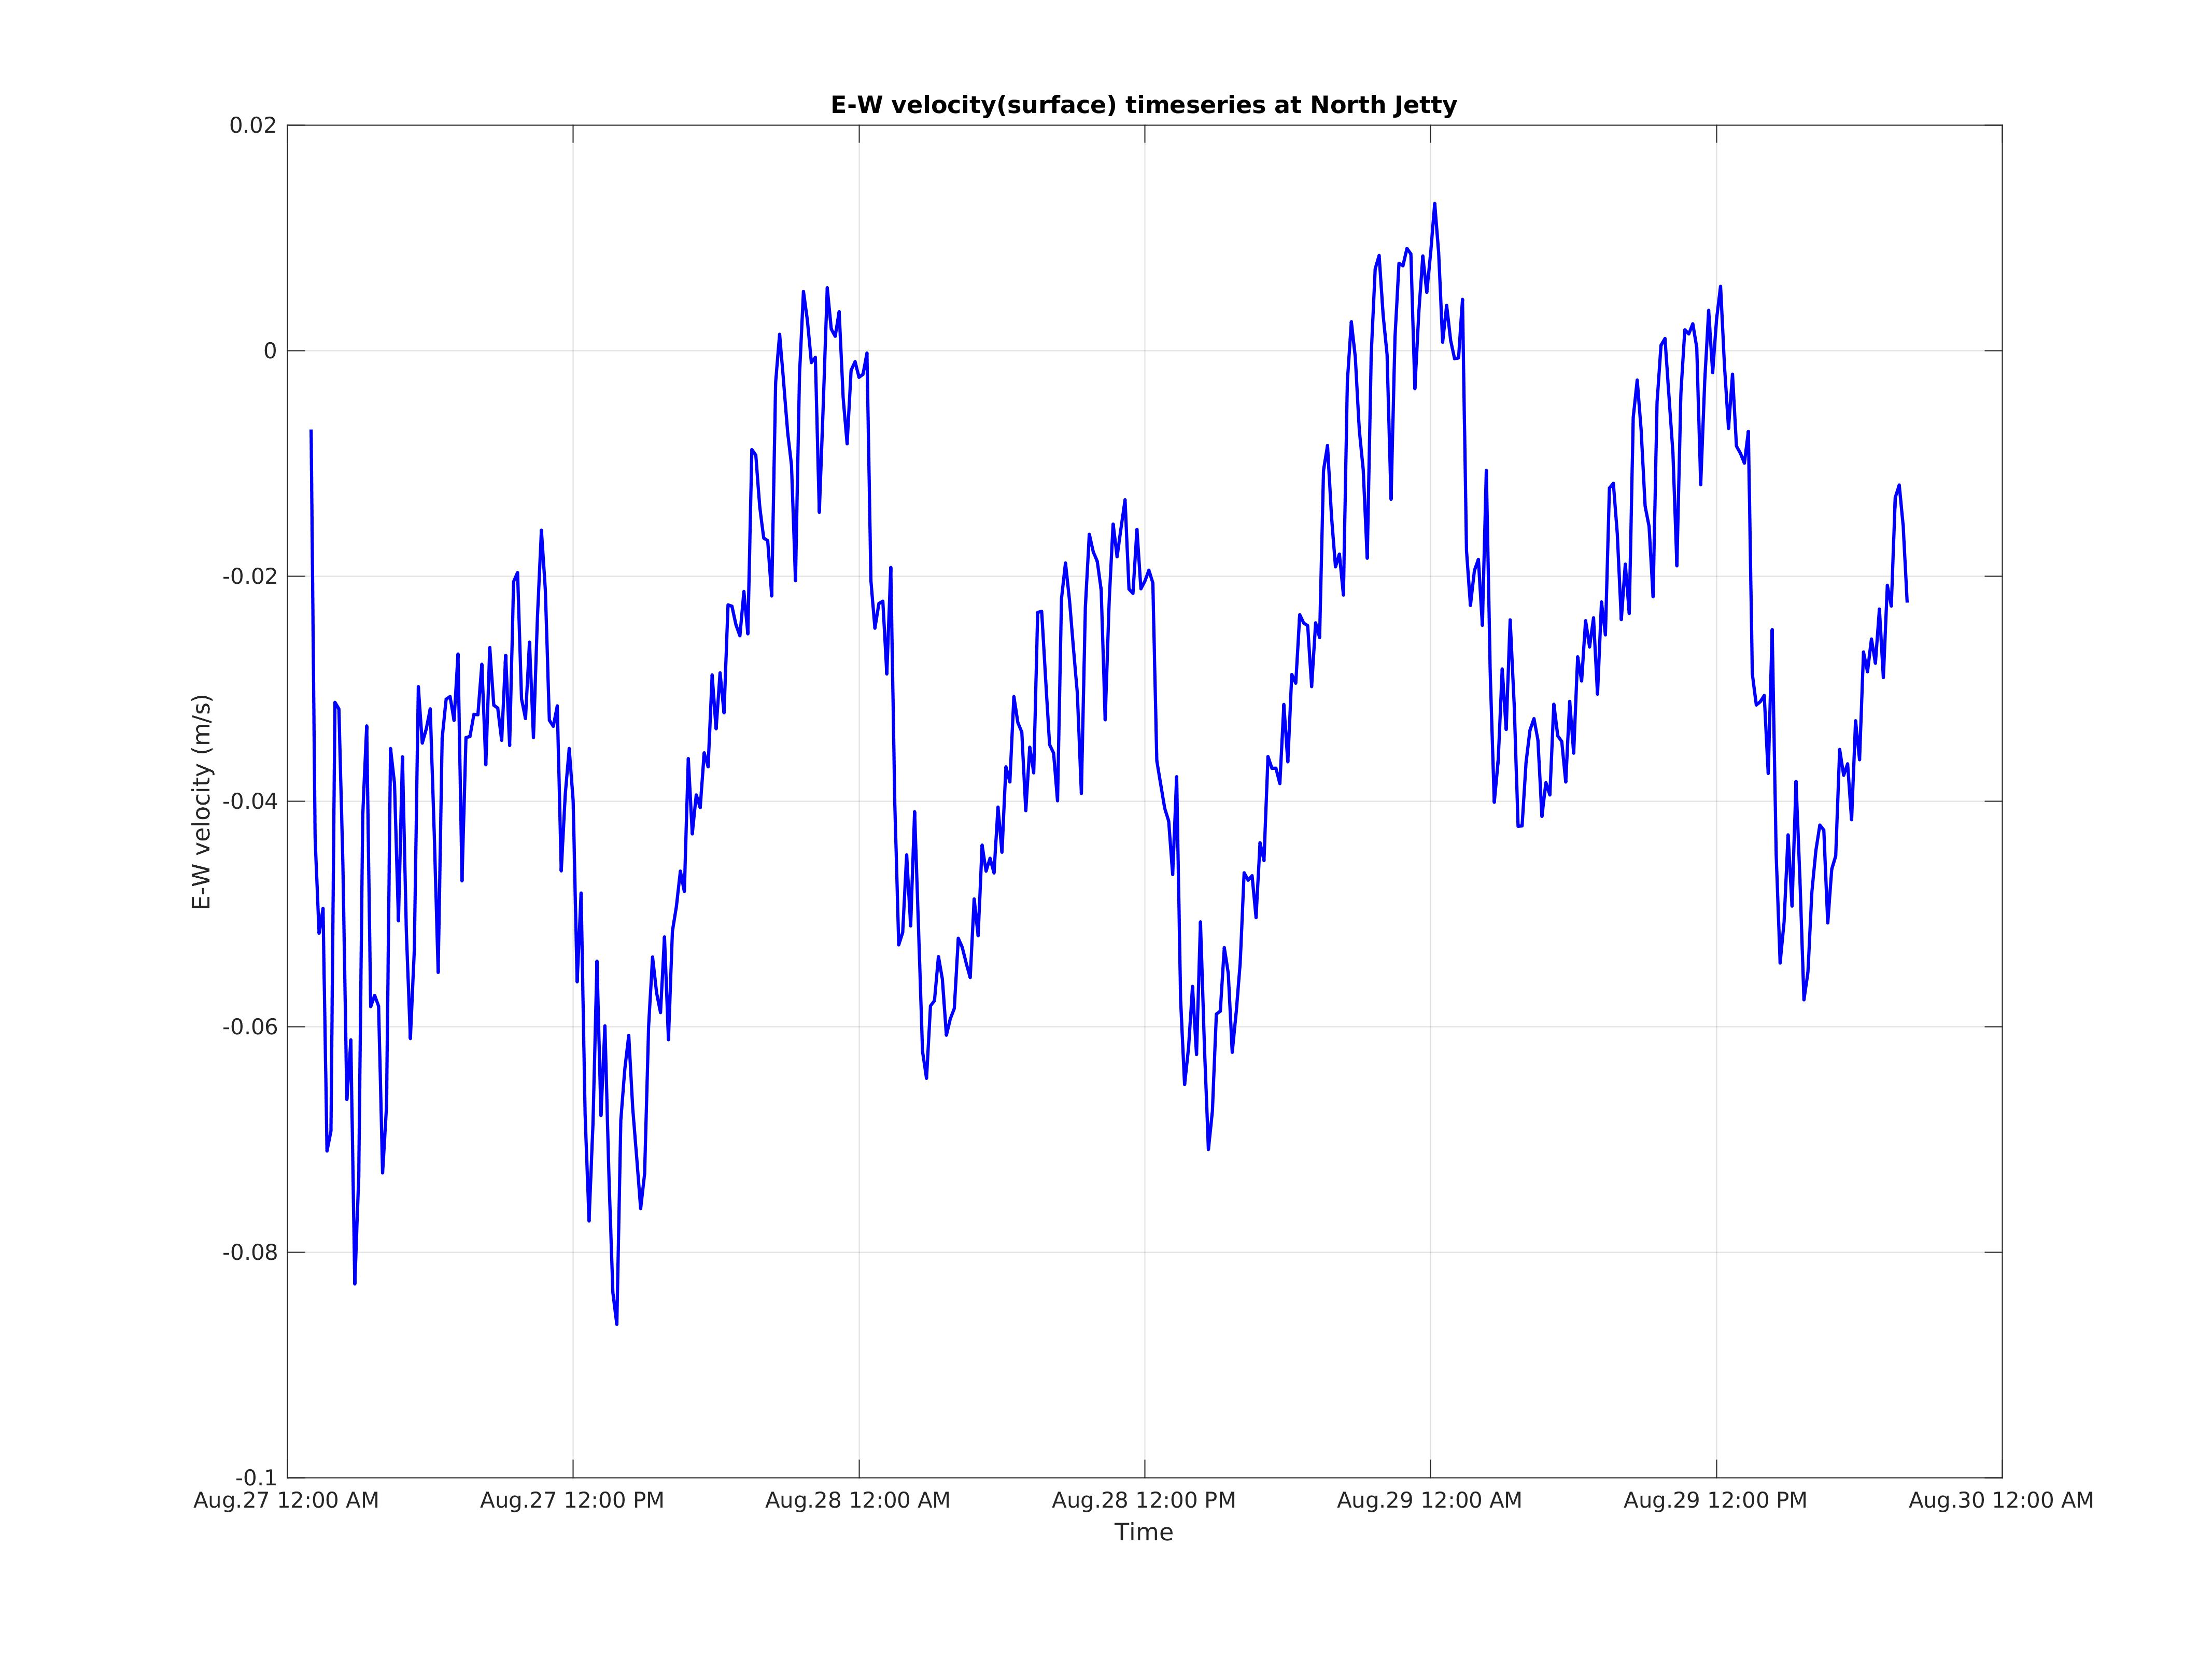 E-W velocity(surface) timeseries at North Jetty
0.02
0
-0.02
-0.04
-0.06
-0.08
-0.1
E-W velocity (m/s)
Aug.27 12:00 AM
Aug.27 12:00 PM
Aug.28 12:00 AM
Aug.28 12:00 PM
Aug.29 12:00 AM
Aug.29 12:00 PM
Aug.30 12:00 AM
Time